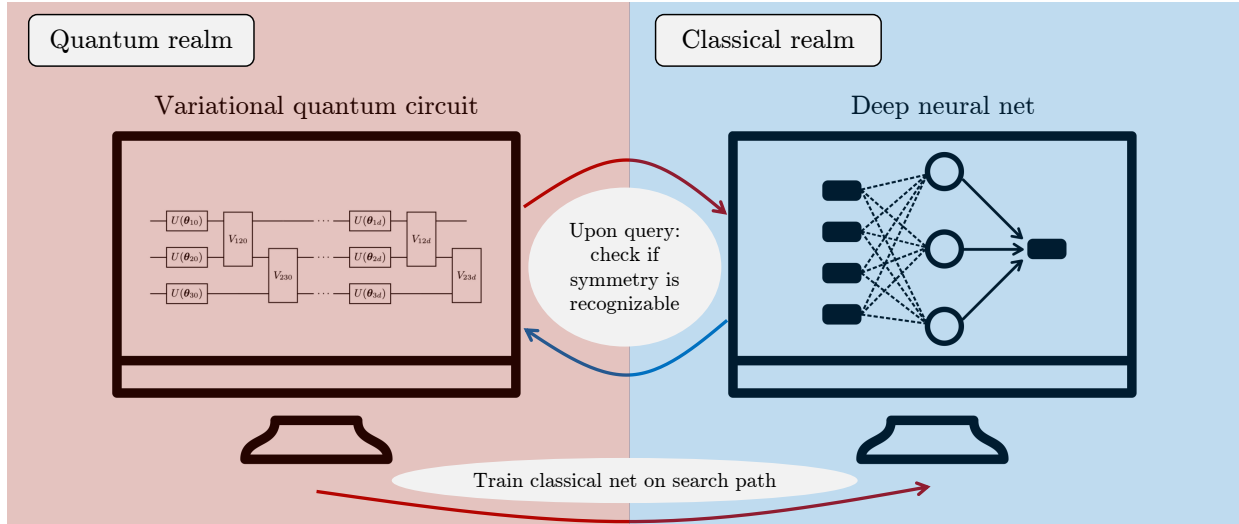 Quantum realm
Classical realm
Variational quantum circuit
Deep neural net
U(θ₁₀) V₁₂₀ ··· U(θ₁d) V₁₂d
U(θ₂₀) V₂₃₀ ··· U(θ₂d) V₂₃d
U(θ₃₀) ··· U(θ₃d)
Upon query:
check if
symmetry is
recognizable
Train classical net on search path